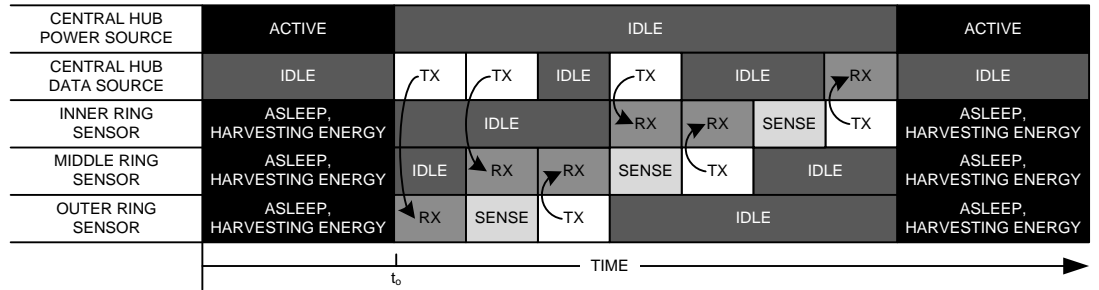 CENTRAL HUB
POWER SOURCE
ACTIVE
IDLE
ACTIVE
CENTRAL HUB
DATA SOURCE
IDLE
TX
TX
IDLE
TX
IDLE
RX
IDLE
INNER RING
SENSOR
ASLEEP,
HARVESTING ENERGY
IDLE
RX
RX
SENSE
TX
ASLEEP,
HARVESTING ENERGY
MIDDLE RING
SENSOR
ASLEEP,
HARVESTING ENERGY
IDLE
RX
RX
SENSE
TX
IDLE
ASLEEP,
HARVESTING ENERGY
OUTER RING
SENSOR
ASLEEP,
HARVESTING ENERGY
RX
SENSE
TX
IDLE
ASLEEP,
HARVESTING ENERGY
TIME
to